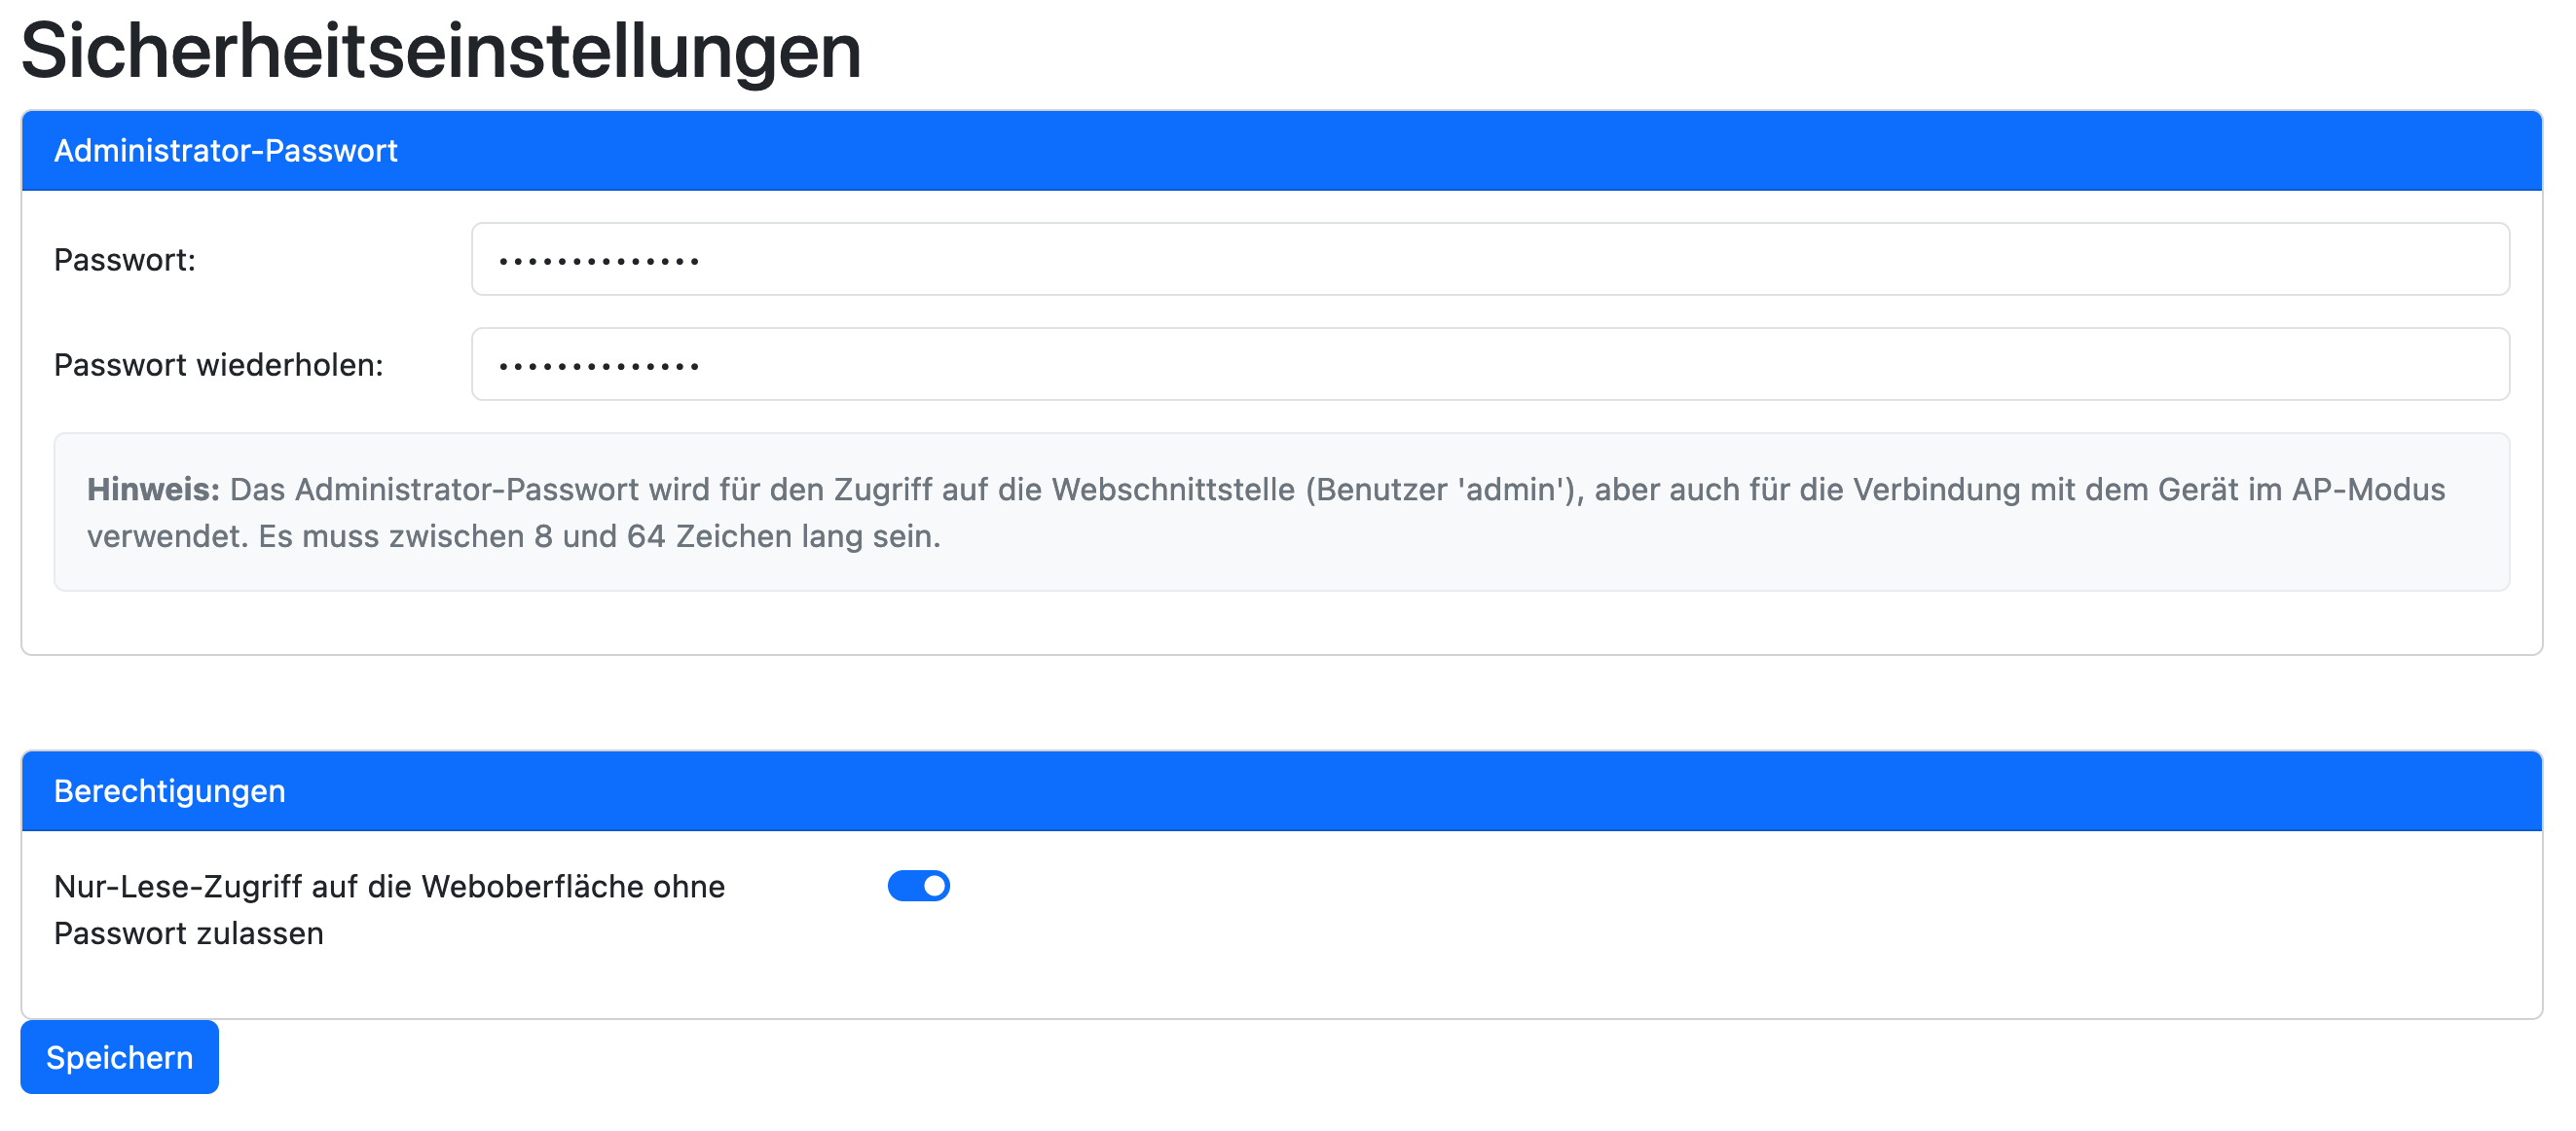 Sicherheitseinstellungen
Administrator-Passwort
Passwort:
••••••••••••••
Passwort wiederholen:
••••••••••••••
Hinweis: Das Administrator-Passwort wird für den Zugriff auf die Webschnittstelle (Benutzer 'admin'), aber auch für die Verbindung mit dem Gerät im AP-Modus
verwendet. Es muss zwischen 8 und 64 Zeichen lang sein.
Berechtigungen
Nur-Lese-Zugriff auf die Weboberfläche ohne
Passwort zulassen
Speichern